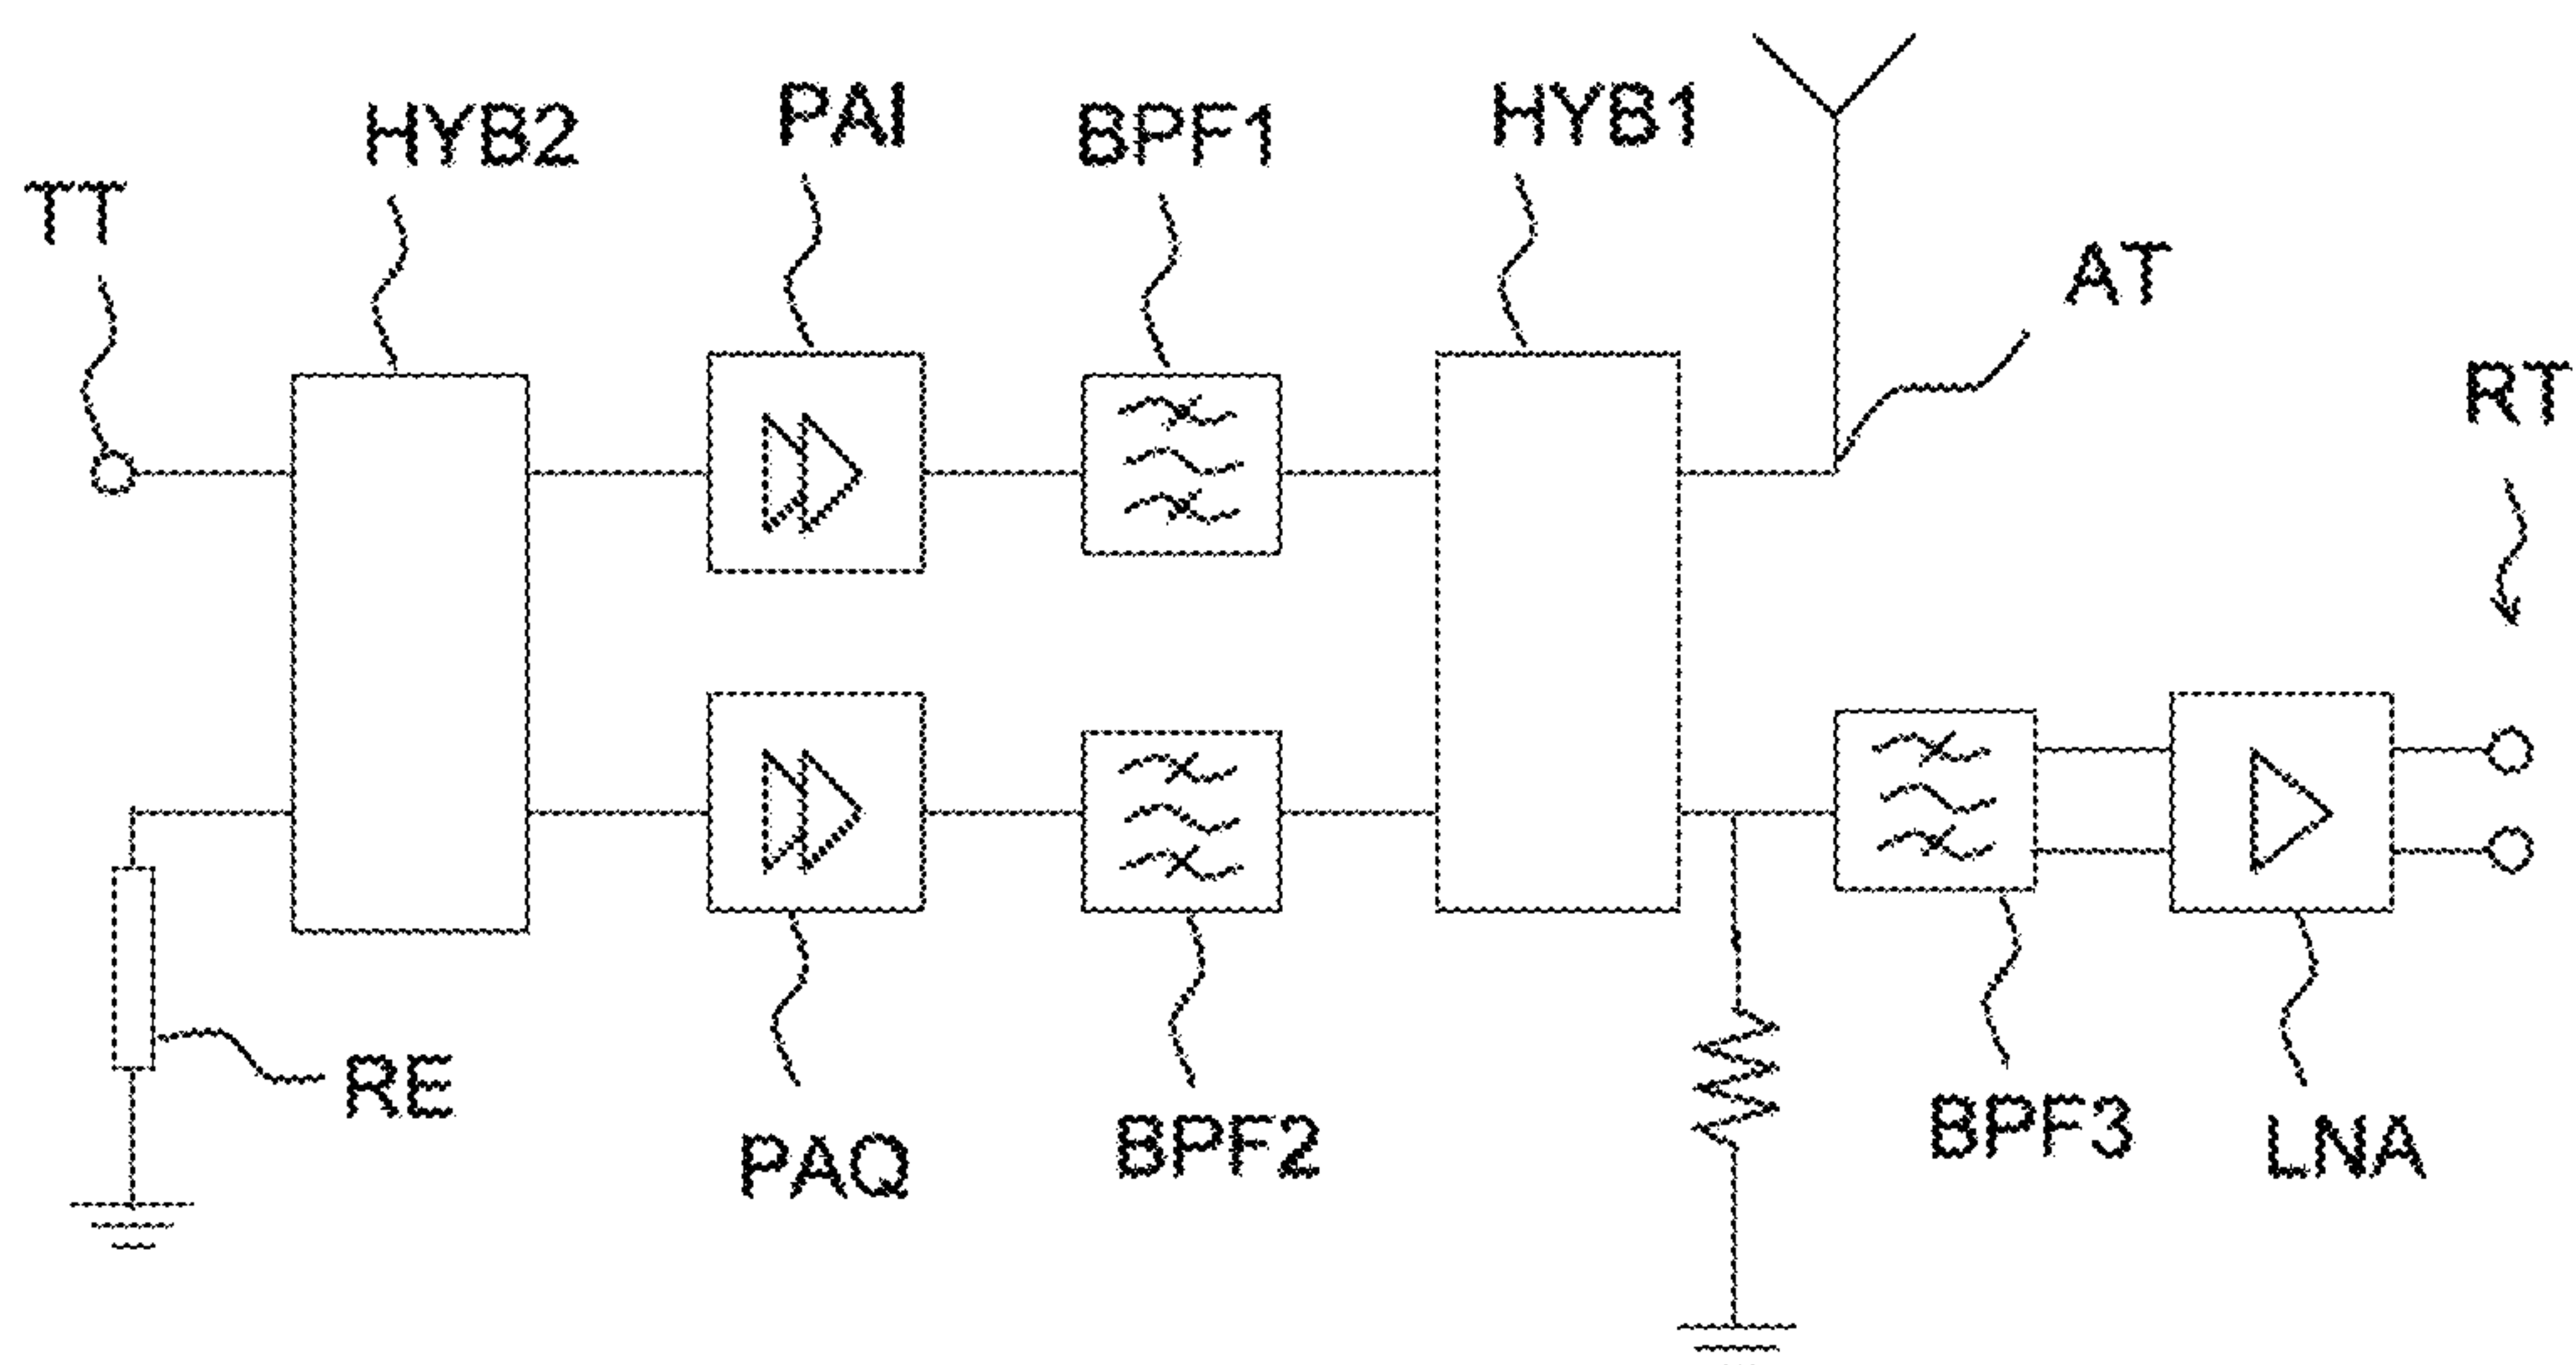 TT
HYB2
PAI
BPF1
HYB1
AT
RT
RE
PAQ
BPF2
BPF3
LNA